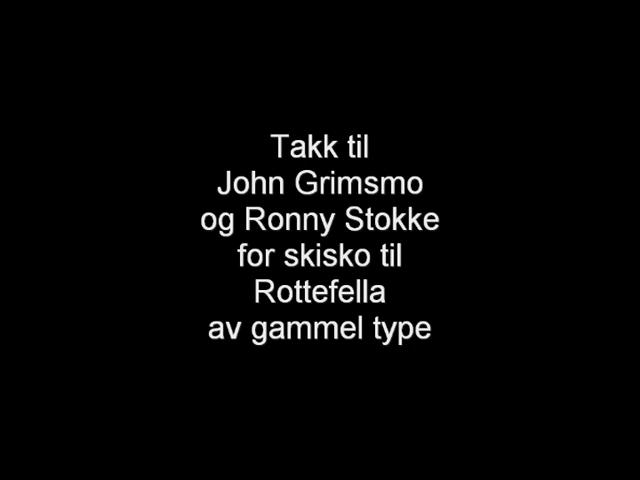 Takk til
John Grimsmo
og Ronny Stokke
for skisko til
Rottefella
av gammel type